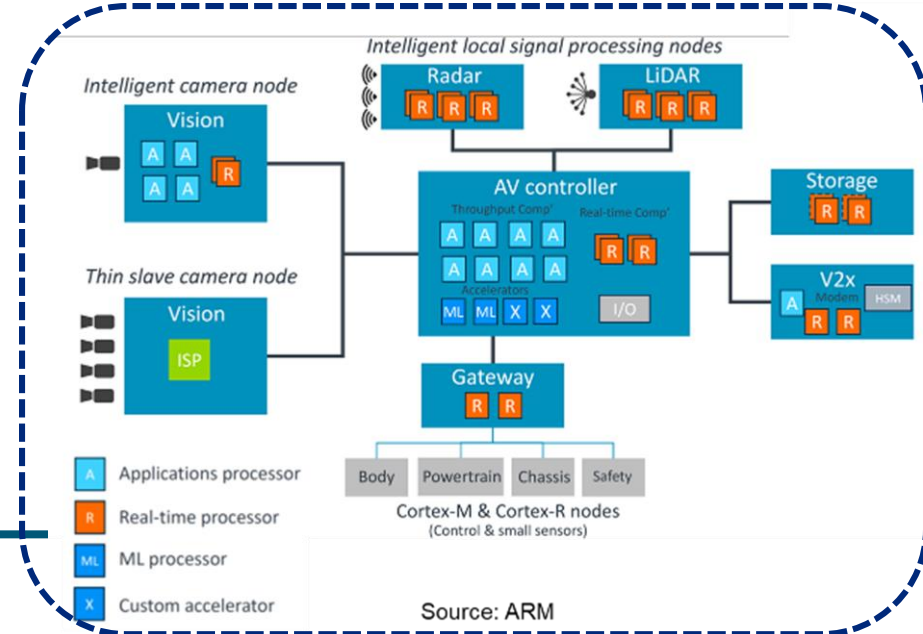 Intelligent local signal processing nodes
Intelligent camera node
Radar
R R R
LiDAR
R R R
Vision
A A
A A
R
AV controller
Throughput Comp'
Real-time Comp'
A A A A
R R
A A A A
Accelerators
ML ML X X
I/O
Storage
R R
V2x
Modem
A
HSM
R R
Thin slave camera node
Vision
ISP
Gateway
R R
Body
Powertrain
Chassis
Safety
Cortex-M & Cortex-R nodes
(Control & small sensors)
A Applications processor
R Real-time processor
ML ML processor
X Custom accelerator
Source: ARM